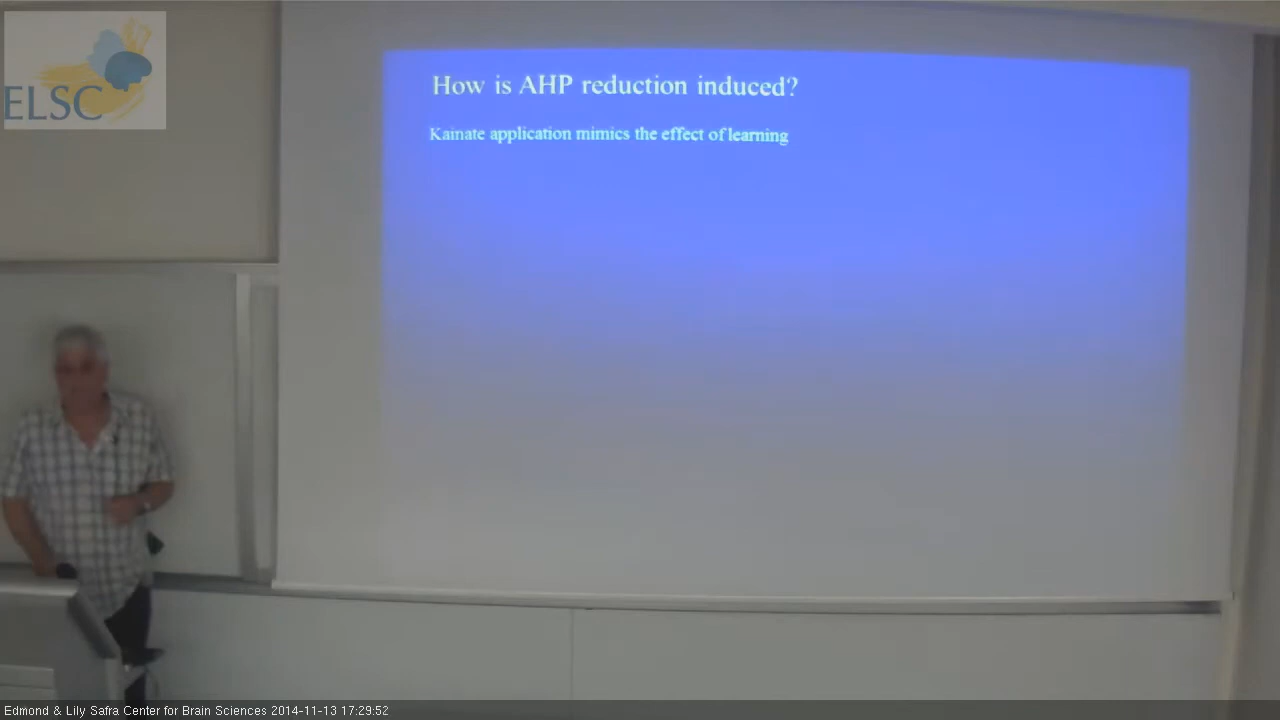 ELSC
How is AHP reduction induced?
Kainate application mimics the effect of learning
Edmond & Lily Safra Center for Brain Sciences 2014-11-13 17:29:52